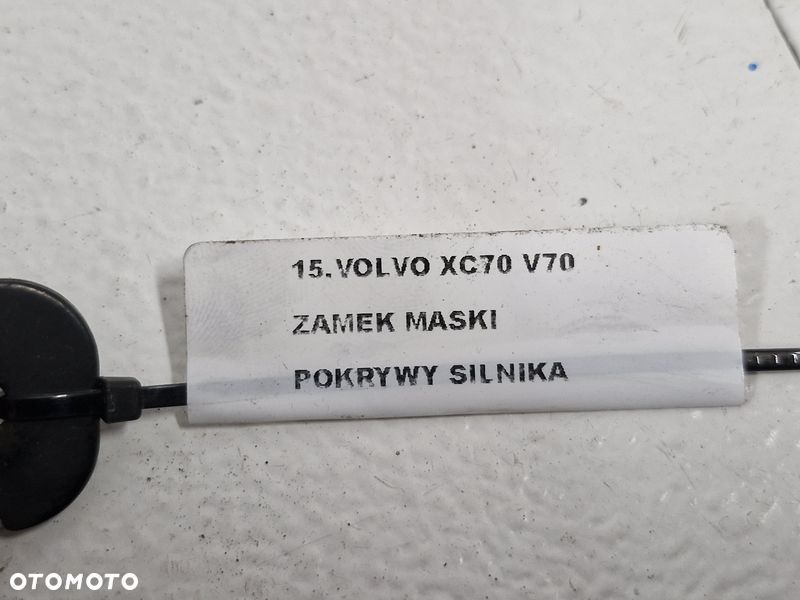 15.VOLVO XC70 V70
ZAMEK MASKI
POKRYWY SILNIKA
OTOMOTO